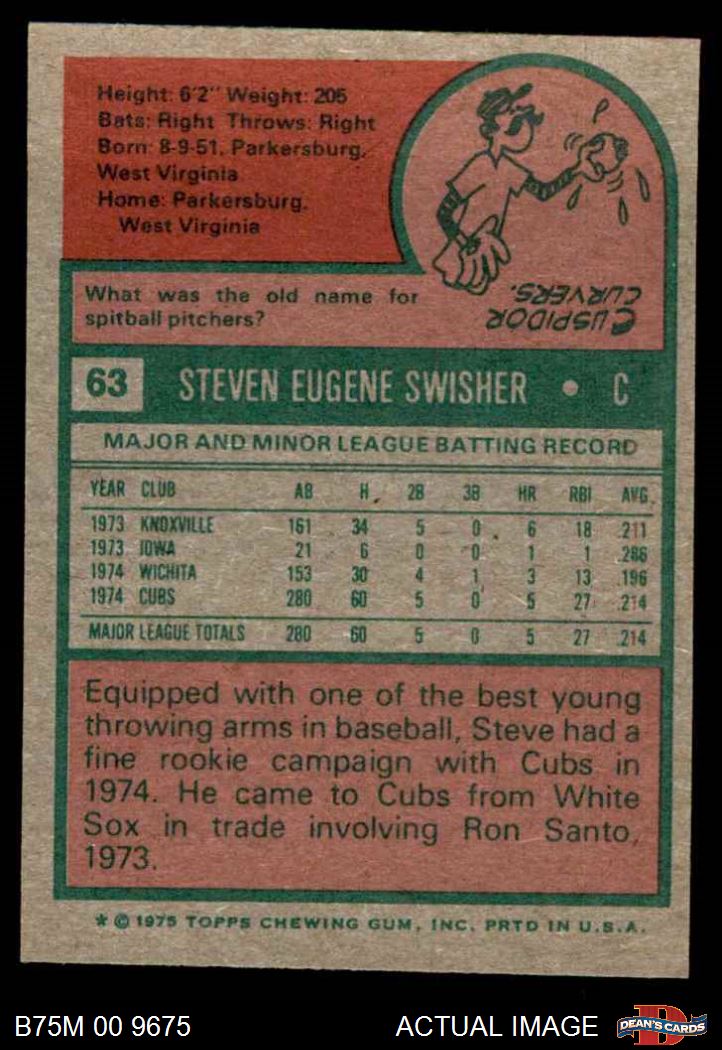 Height: 6'2" Weight: 205
Bats: Right Throws: Right
Born: 8-9-51, Parkersburg,
West Virginia
Home: Parkersburg,
West Virginia
CUSPIDOR
CURVERS.
What was the old name for
spitball pitchers?
63 STEVEN EUGENE SWISHER • C
MAJOR AND MINOR LEAGUE BATTING RECORD
YEAR CLUB AB H 2B 3B HR RBI AVG.
1973 KNOXVILLE 161 34 5 0 6 18 .211
1973 IOWA 21 6 0 0 1 1 .286
1974 WICHITA 153 30 4 1 3 13 .196
1974 CUBS 280 60 5 0 5 27 .214
MAJOR LEAGUE TOTALS 280 60 5 0 5 27 .214
Equipped with one of the best young
throwing arms in baseball, Steve had a
fine rookie campaign with Cubs in
1974. He came to Cubs from White
Sox in trade involving Ron Santo,
1973.
* © 1975 TOPPS CHEWING GUM, INC. PRTD IN U.S.A.
B75M 00 9675 ACTUAL IMAGE
D
DEAN'S CARDS